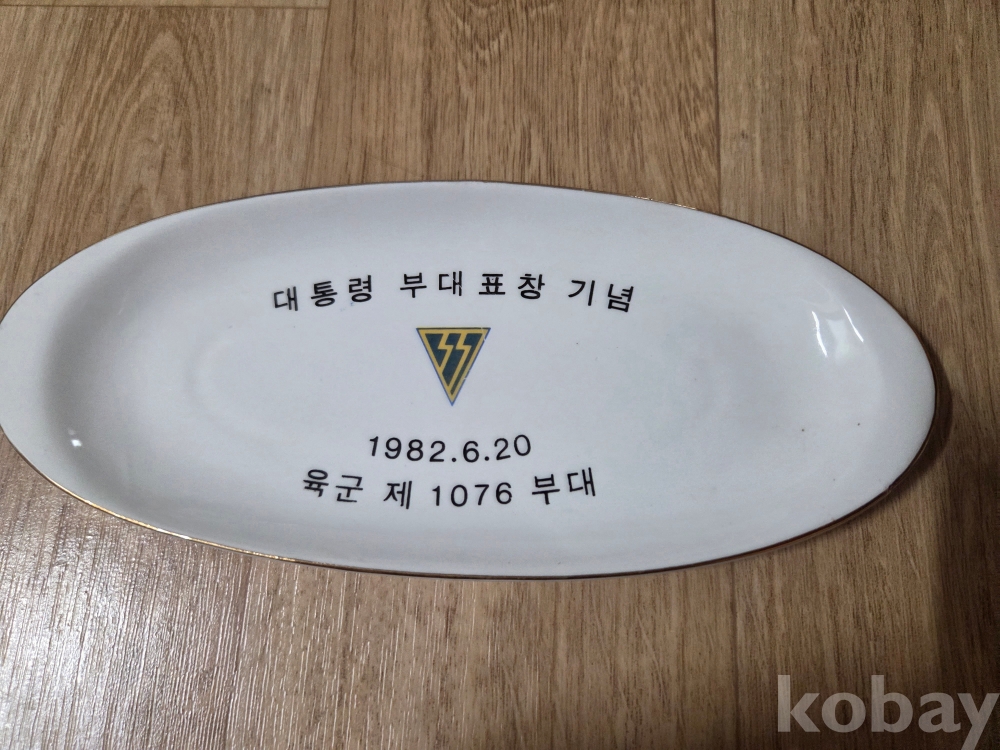 대통령 부대표창 기념
1982.6.20
육군 제 1076 부대
kobay